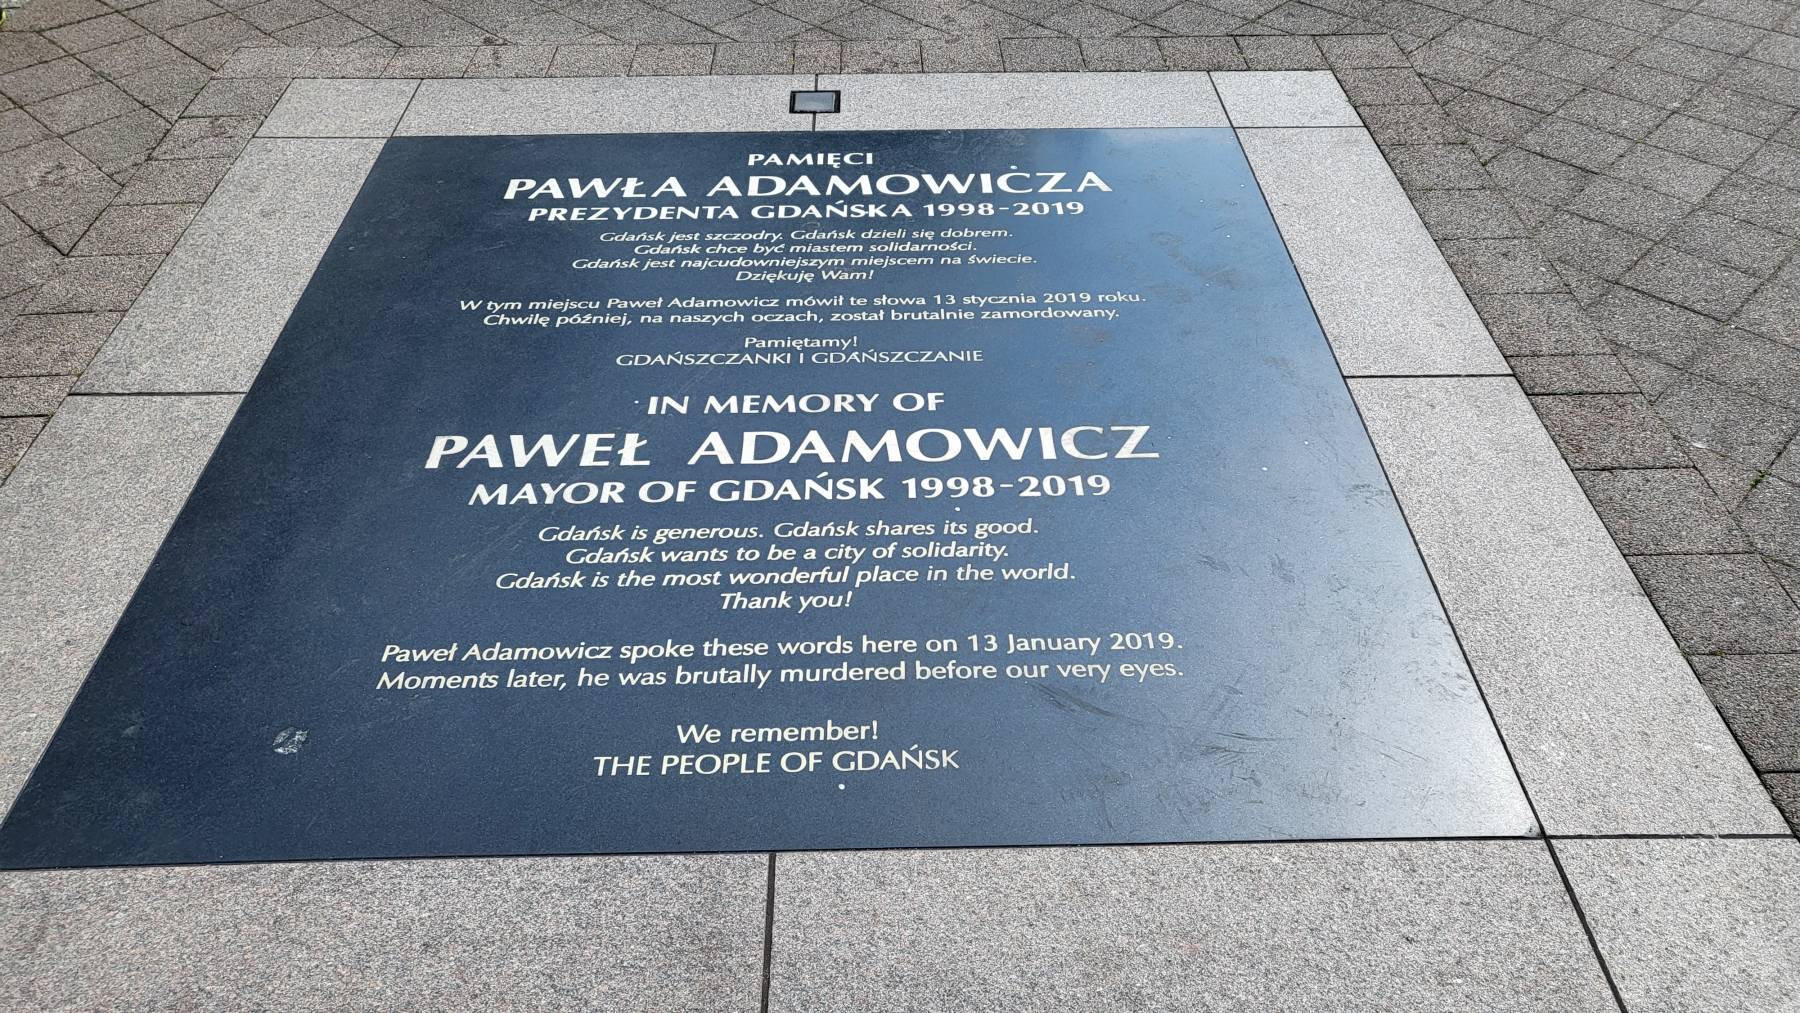 PAMIĘCI
PAWŁA ADAMOWICZA
PREZYDENTA GDAŃSKA 1998-2019
Gdańsk jest szczodry. Gdańsk dzieli się dobrem.
Gdańsk chce być miastem solidarności.
Gdańsk jest najcudowniejszym miejscem na świecie.
Dziękuję Wam!
W tym miejscu Paweł Adamowicz mówił te słowa 13 stycznia 2019 roku.
Chwilę później, na naszych oczach, został brutalnie zamordowany.
Pamiętamy!
GDAŃSZCZANKI I GDAŃSZCZANIE
IN MEMORY OF
PAWEŁ ADAMOWICZ
MAYOR OF GDAŃSK 1998-2019
Gdańsk is generous. Gdańsk shares its good.
Gdańsk wants to be a city of solidarity.
Gdańsk is the most wonderful place in the world.
Thank you!
Paweł Adamowicz spoke these words here on 13 January 2019.
Moments later, he was brutally murdered before our very eyes.
We remember!
THE PEOPLE OF GDAŃSK